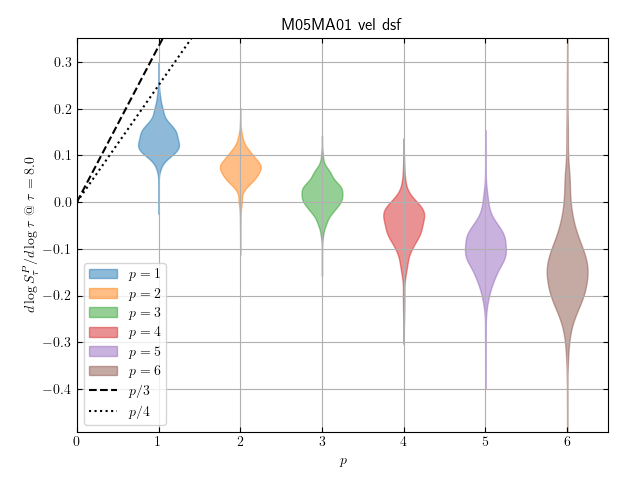 M05MA01 vel dsf
d log S_τ^P / d log τ @ τ = 8.0
0.3
0.2
0.1
0.0
−0.1
−0.2
−0.3
−0.4
p = 1
p = 2
p = 3
p = 4
p = 5
p = 6
p/3
p/4
0 1 2 3 4 5 6
p